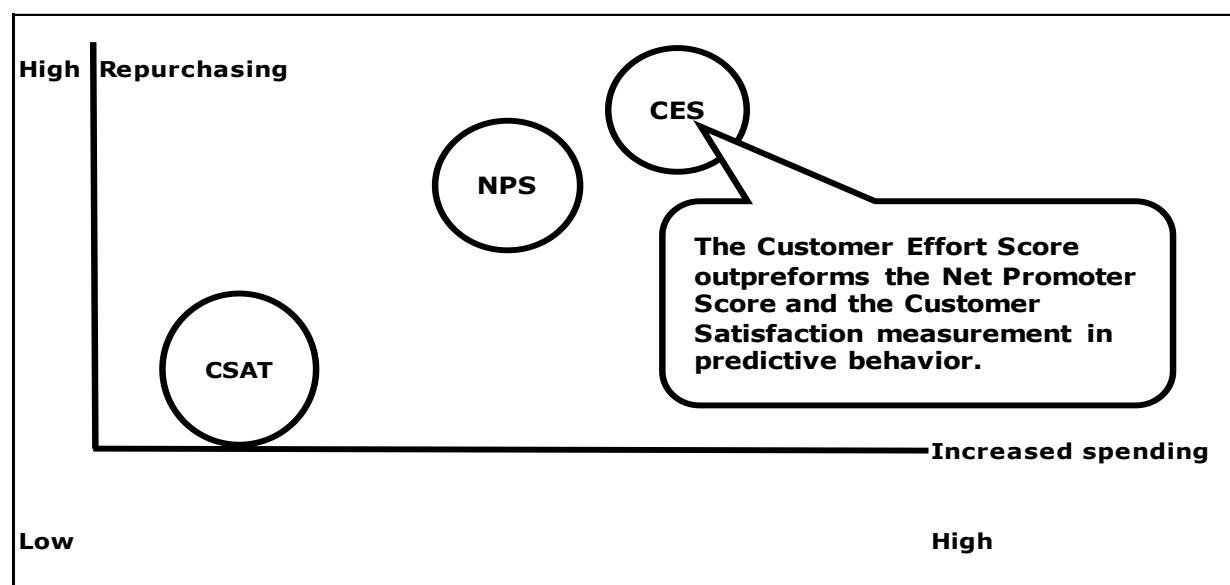 High
Repurchasing
CES
NPS
The Customer Effort Score
outpreforms the Net Promoter
Score and the Customer
Satisfaction measurement in
predictive behavior.
CSAT
Increased spending
Low
High